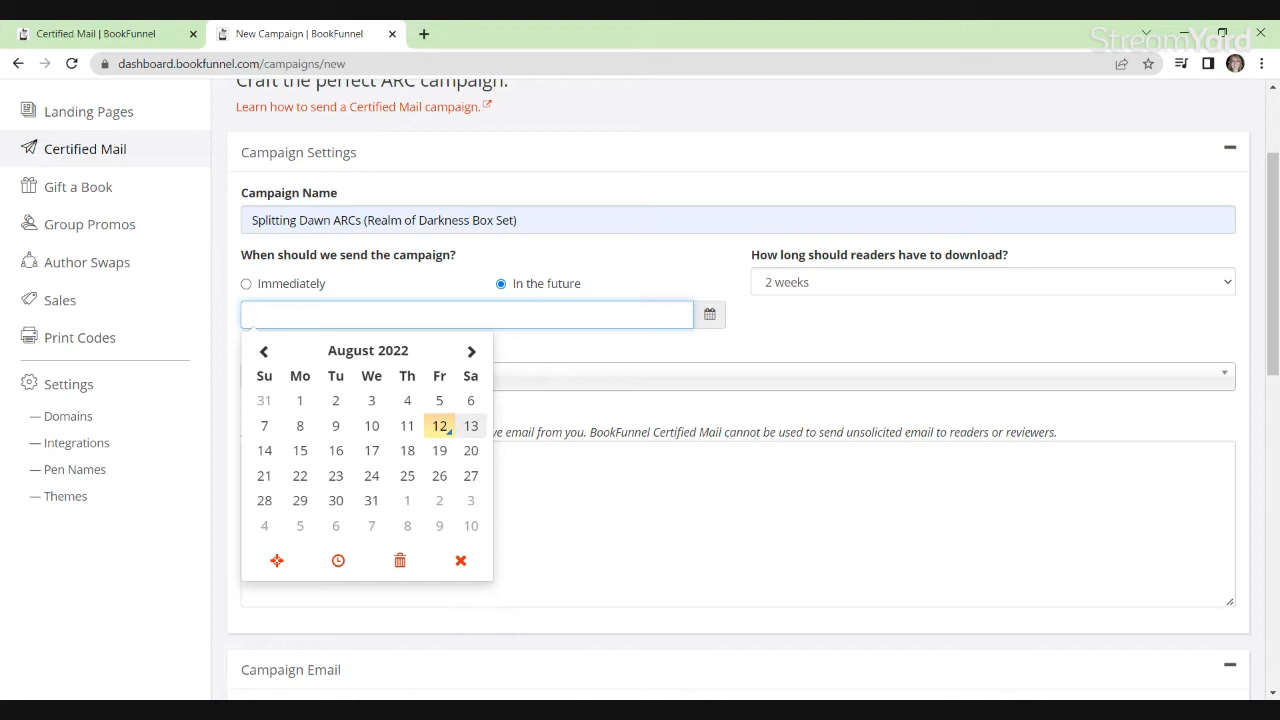 Certified Mail | BookFunnel
New Campaign | BookFunnel
StreamYard
dashboard.bookfunnel.com/campaigns/new
Craft the perfect ARC campaign.
Learn how to send a Certified Mail campaign.
Landing Pages
Certified Mail
Gift a Book
Group Promos
Author Swaps
Sales
Print Codes
Settings
— Domains
— Integrations
— Pen Names
— Themes
Campaign Settings
Campaign Name
Splitting Dawn ARCs (Realm of Darkness Box Set)
When should we send the campaign?
How long should readers have to download?
Immediately
In the future
2 weeks
August 2022
Su Mo Tu We Th Fr Sa
31 1 2 3 4 5 6
7 8 9 10 11 12 13
14 15 16 17 18 19 20
21 22 23 24 25 26 27
28 29 30 31 1 2 3
4 5 6 7 8 9 10
ve email from you. BookFunnel Certified Mail cannot be used to send unsolicited email to readers or reviewers.
Campaign Email